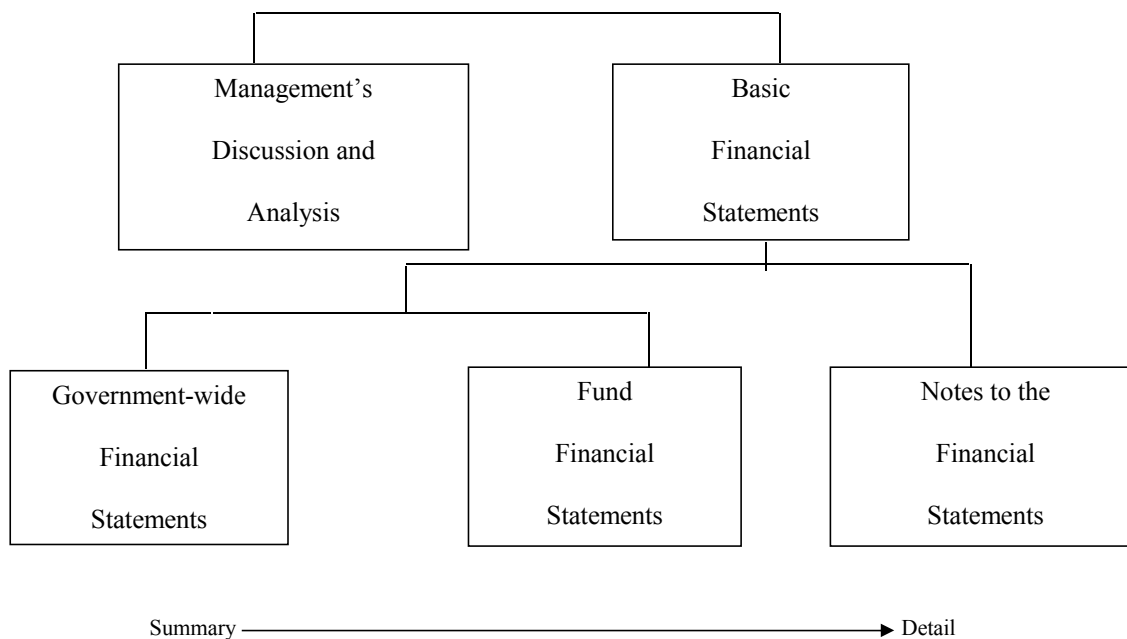 Management’s
Discussion and
Analysis
Basic
Financial
Statements
Government-wide
Financial
Statements
Fund
Financial
Statements
Notes to the
Financial
Statements
Summary
Detail